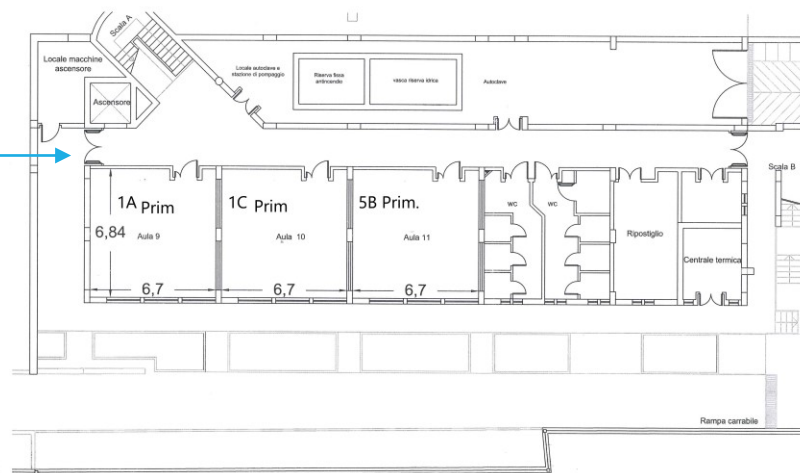 Scala A
Locale macchine
ascensore
Ascensore
Locale autoclave e
stazione di pompaggio
Riserva fissa
antincendio
vasca riserva idrica
Autoclave
Scala B
1A Prim
6,84
Aula 9
6,7
1C Prim
Aula 10
6,7
5B Prim.
Aula 11
6,7
WC
WC
Ripostiglio
Centrale termica
Rampa carrabile